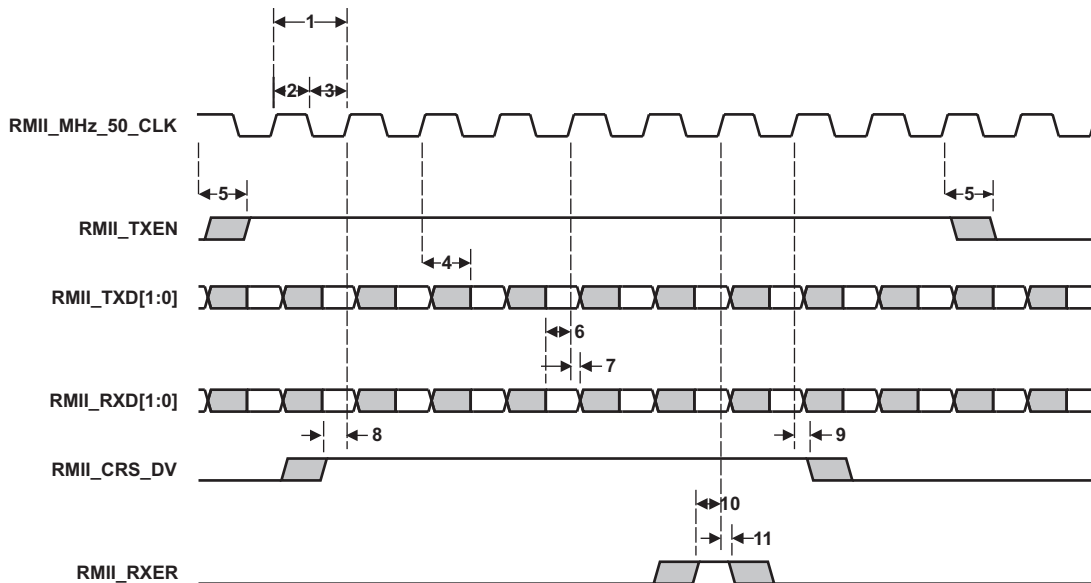 1
2 3
RMII_MHz_50_CLK
5 5
RMII_TXEN
4
RMII_TXD[1:0]
6
7
RMII_RXD[1:0]
8 9
RMII_CRS_DV
10
11
RMII_RXER